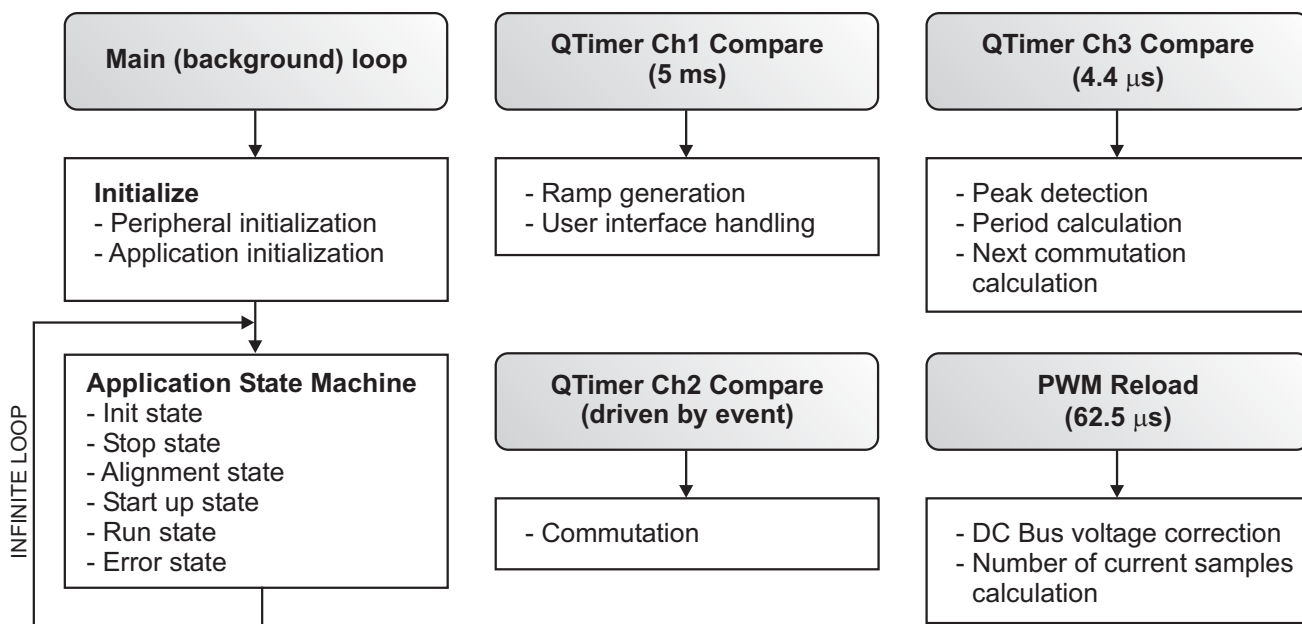 Main (background) loop
Initialize
- Peripheral initialization
- Application initialization
INFINITE LOOP
Application State Machine
- Init state
- Stop state
- Alignment state
- Start up state
- Run state
- Error state
QTimer Ch1 Compare
(5 ms)
- Ramp generation
- User interface handling
QTimer Ch2 Compare
(driven by event)
- Commutation
QTimer Ch3 Compare
(4.4 μs)
- Peak detection
- Period calculation
- Next commutation
calculation
PWM Reload
(62.5 μs)
- DC Bus voltage correction
- Number of current samples
calculation